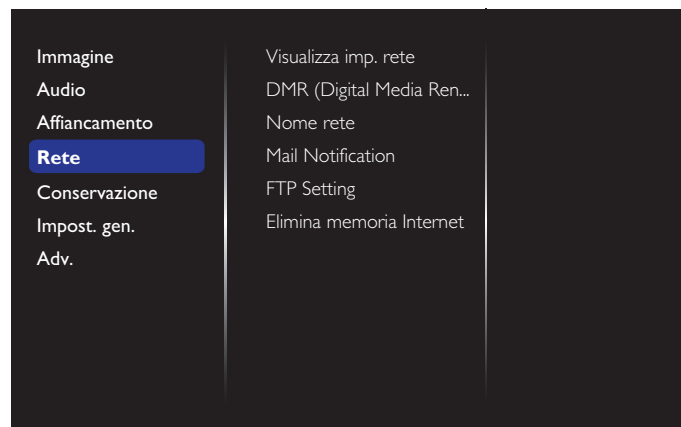 Immagine
Audio
Affiancamento
Rete
Conservazione
Impost. gen.
Adv.
Visualizza imp. rete
DMR (Digital Media Ren...
Nome rete
Mail Notification
FTP Setting
Elimina memoria Internet